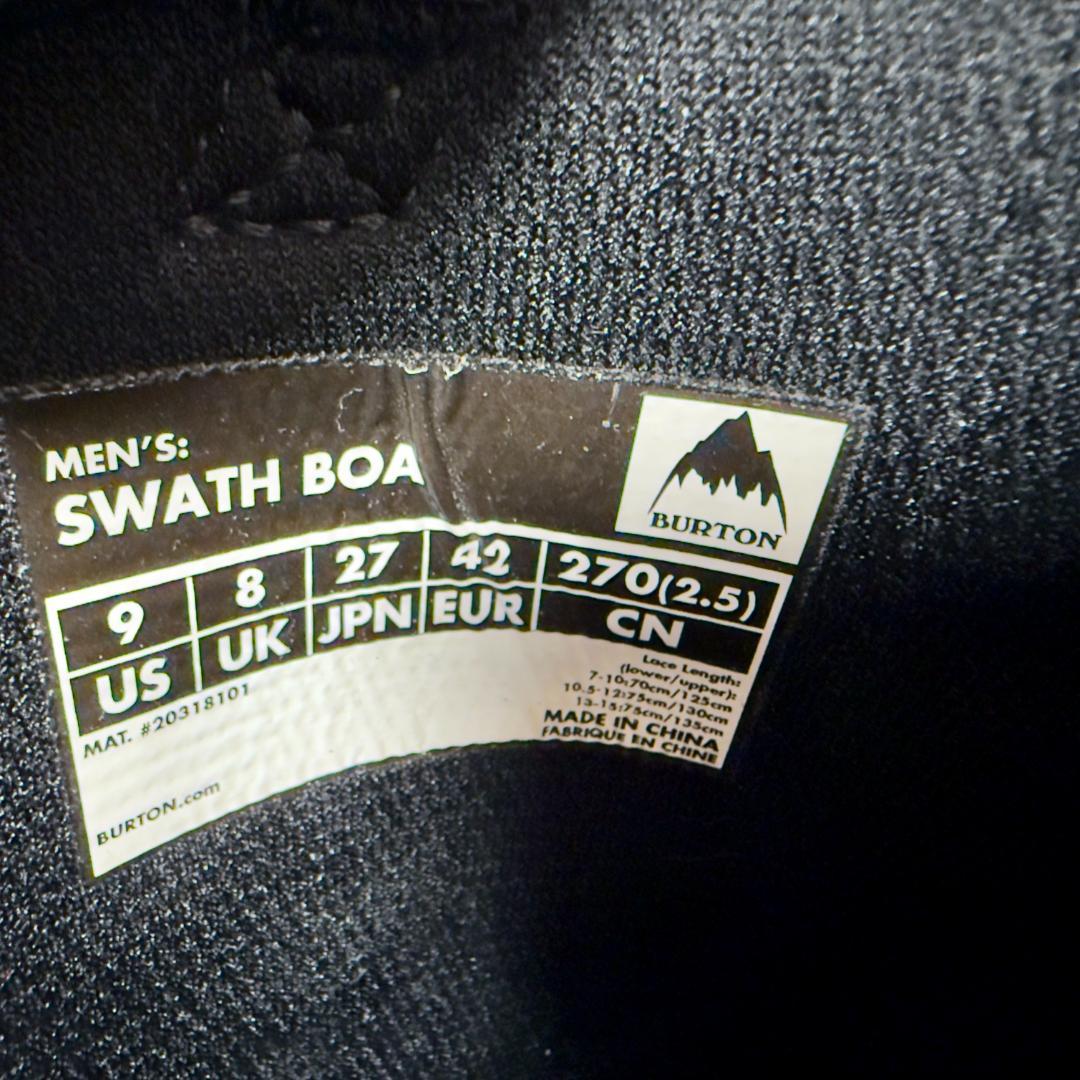 MEN'S:
SWATH BOA
BURTON
9 8 27 42 270(2.5)
US UK JPN EUR CN
MAT. #20318101
BURTON.com
Lace Length:
(lower/upper):
7-10:70cm/125cm
10.5-12:75cm/130cm
13-15:75cm/135cm
MADE IN CHINA
FABRIQUE EN CHINE